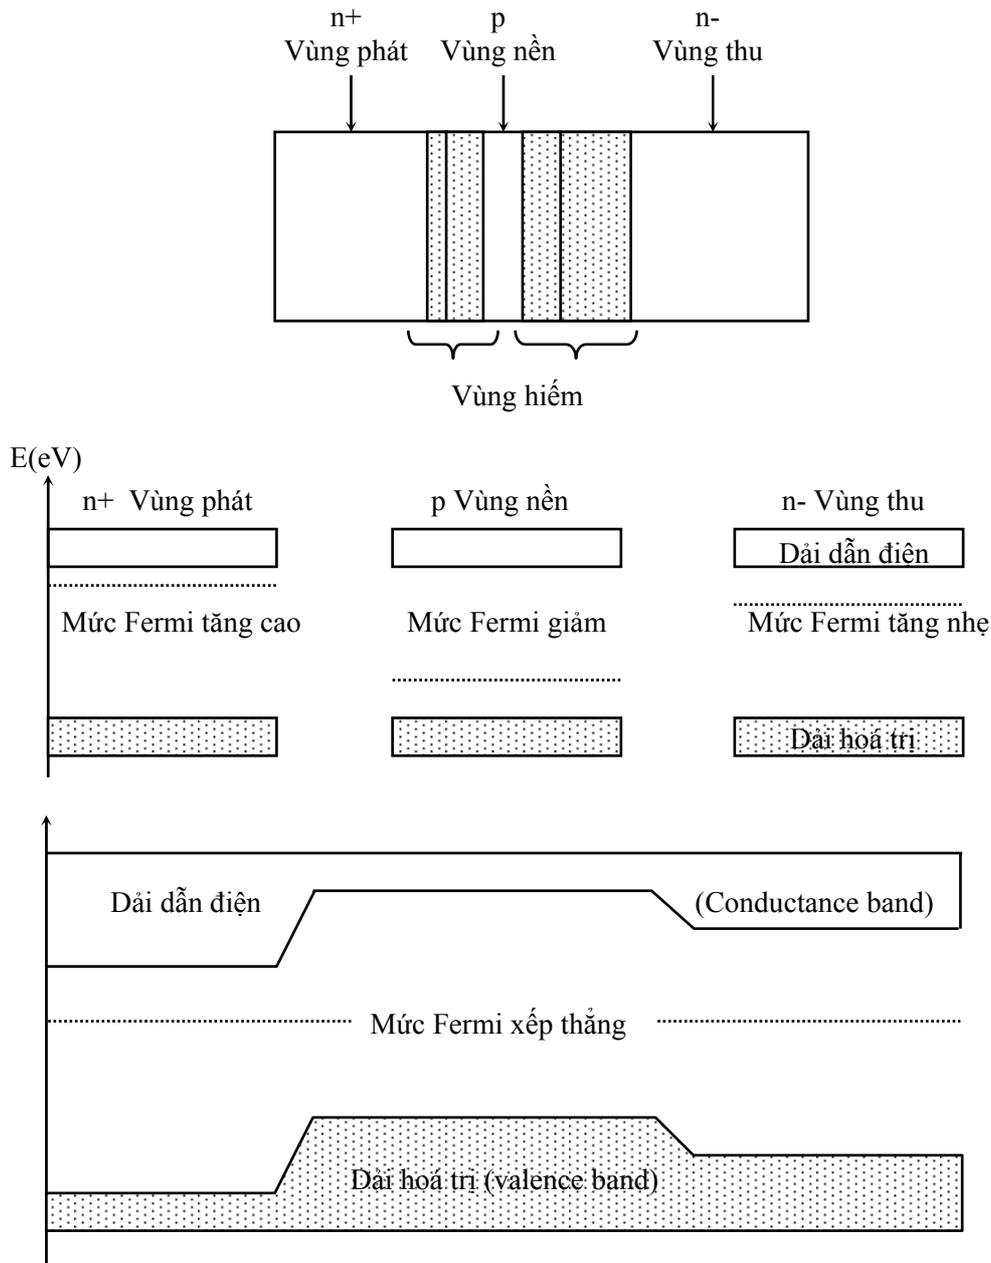 n+ p n-
Vùng phát Vùng nền Vùng thu
Vùng hiếm
E(eV)
n+ Vùng phát p Vùng nền n- Vùng thu
Dải dẫn điện
Mức Fermi tăng cao Mức Fermi giảm Mức Fermi tăng nhẹ
Dải hoá trị
Dải dẫn điện (Conductance band)
Mức Fermi xếp thẳng
Dải hoá trị (valence band)